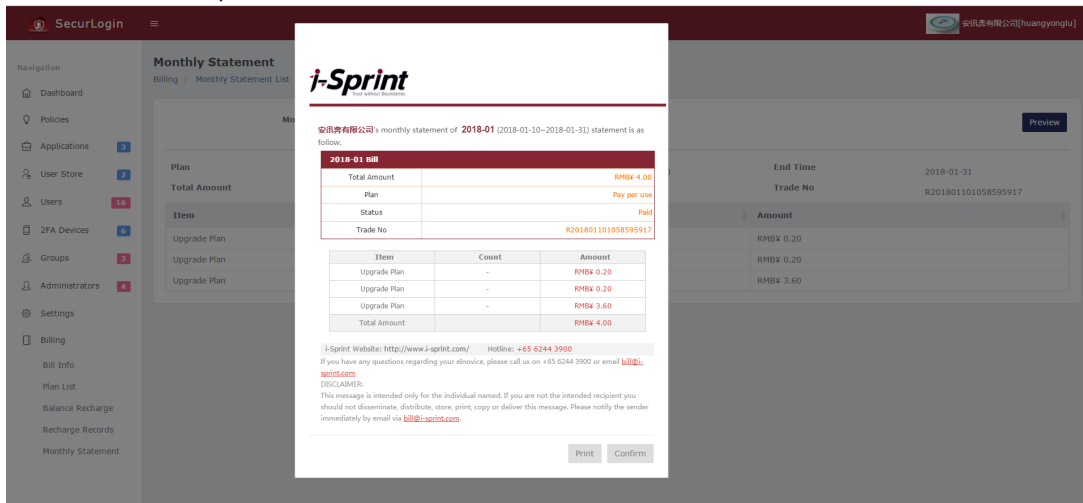 SecurLogin
安讯奔有限公司[huangyonglu]
Navigation
Dashboard
Policies
Applications 3
User Store 2
Users 16
2FA Devices 6
Groups 3
Administrators 4
Settings
Billing
Bill Info
Plan List
Balance Recharge
Recharge Records
Monthly Statement
Monthly Statement
Billing / Monthly Statement List
Mo
Preview
Plan
End Time
2018-01-31
Total Amount
Trade No
R201801101058595917
Item
Amount
Upgrade Plan
RMB¥ 0.20
Upgrade Plan
RMB¥ 0.20
Upgrade Plan
RMB¥ 3.60
i-Sprint
Trust without Boundaries
安讯奔有限公司's monthly statement of 2018-01 (2018-01-10~2018-01-31) statement is as
follow.
2018-01 Bill
Total Amount RMB¥ 4.00
Plan Pay per use
Status Paid
Trade No R201801101058595917
Item Count Amount
Upgrade Plan - RMB¥ 0.20
Upgrade Plan - RMB¥ 0.20
Upgrade Plan - RMB¥ 3.60
Total Amount RMB¥ 4.00
i-Sprint Website: http://www.i-sprint.com/ Hotline: +65 6244 3900
If you have any questions regarding your eInovice, please call us on +65 6244 3900 or email bill@i-
sprint.com
DISCLAIMER:
This message is intended only for the individual named. If you are not the intended recipient you
should not disseminate, distribute, store, print, copy or deliver this message. Please notify the sender
immediately by email via bill@i-sprint.com.
Print Confirm